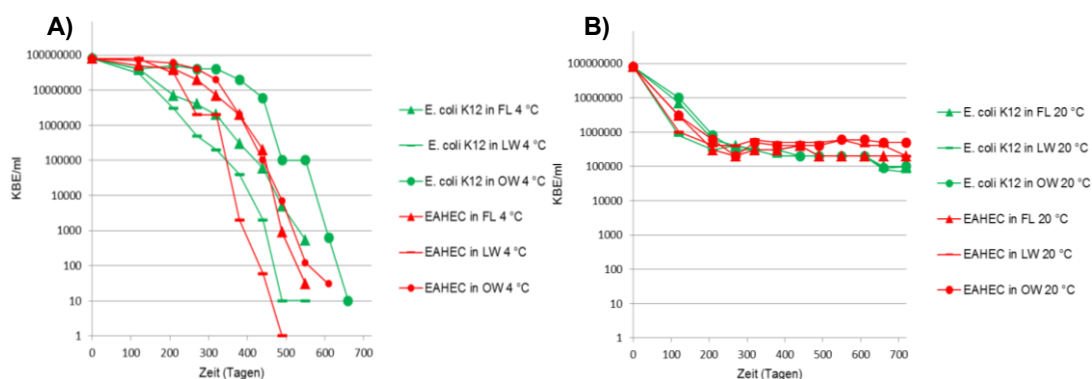 A)
100000000
10000000
1000000
100000
10000
1000
100
10
1
KBE/ml
0 100 200 300 400 500 600 700
Zeit (Tagen)
E. coli K12 in FL 4 °C
E. coli K12 in LW 4 °C
E. coli K12 in OW 4 °C
EAHEC in FL 4 °C
EAHEC in LW 4 °C
EAHEC in OW 4 °C
B)
100000000
10000000
1000000
100000
10000
1000
100
10
1
KBE/ml
0 100 200 300 400 500 600 700
Zeit (Tagen)
E. coli K12 in FL 20 °C
E. coli K12 in LW 20 °C
E. coli K12 in OW 20 °C
EAHEC in FL 20 °C
EAHEC in LW 20 °C
EAHEC in OW 20 °C